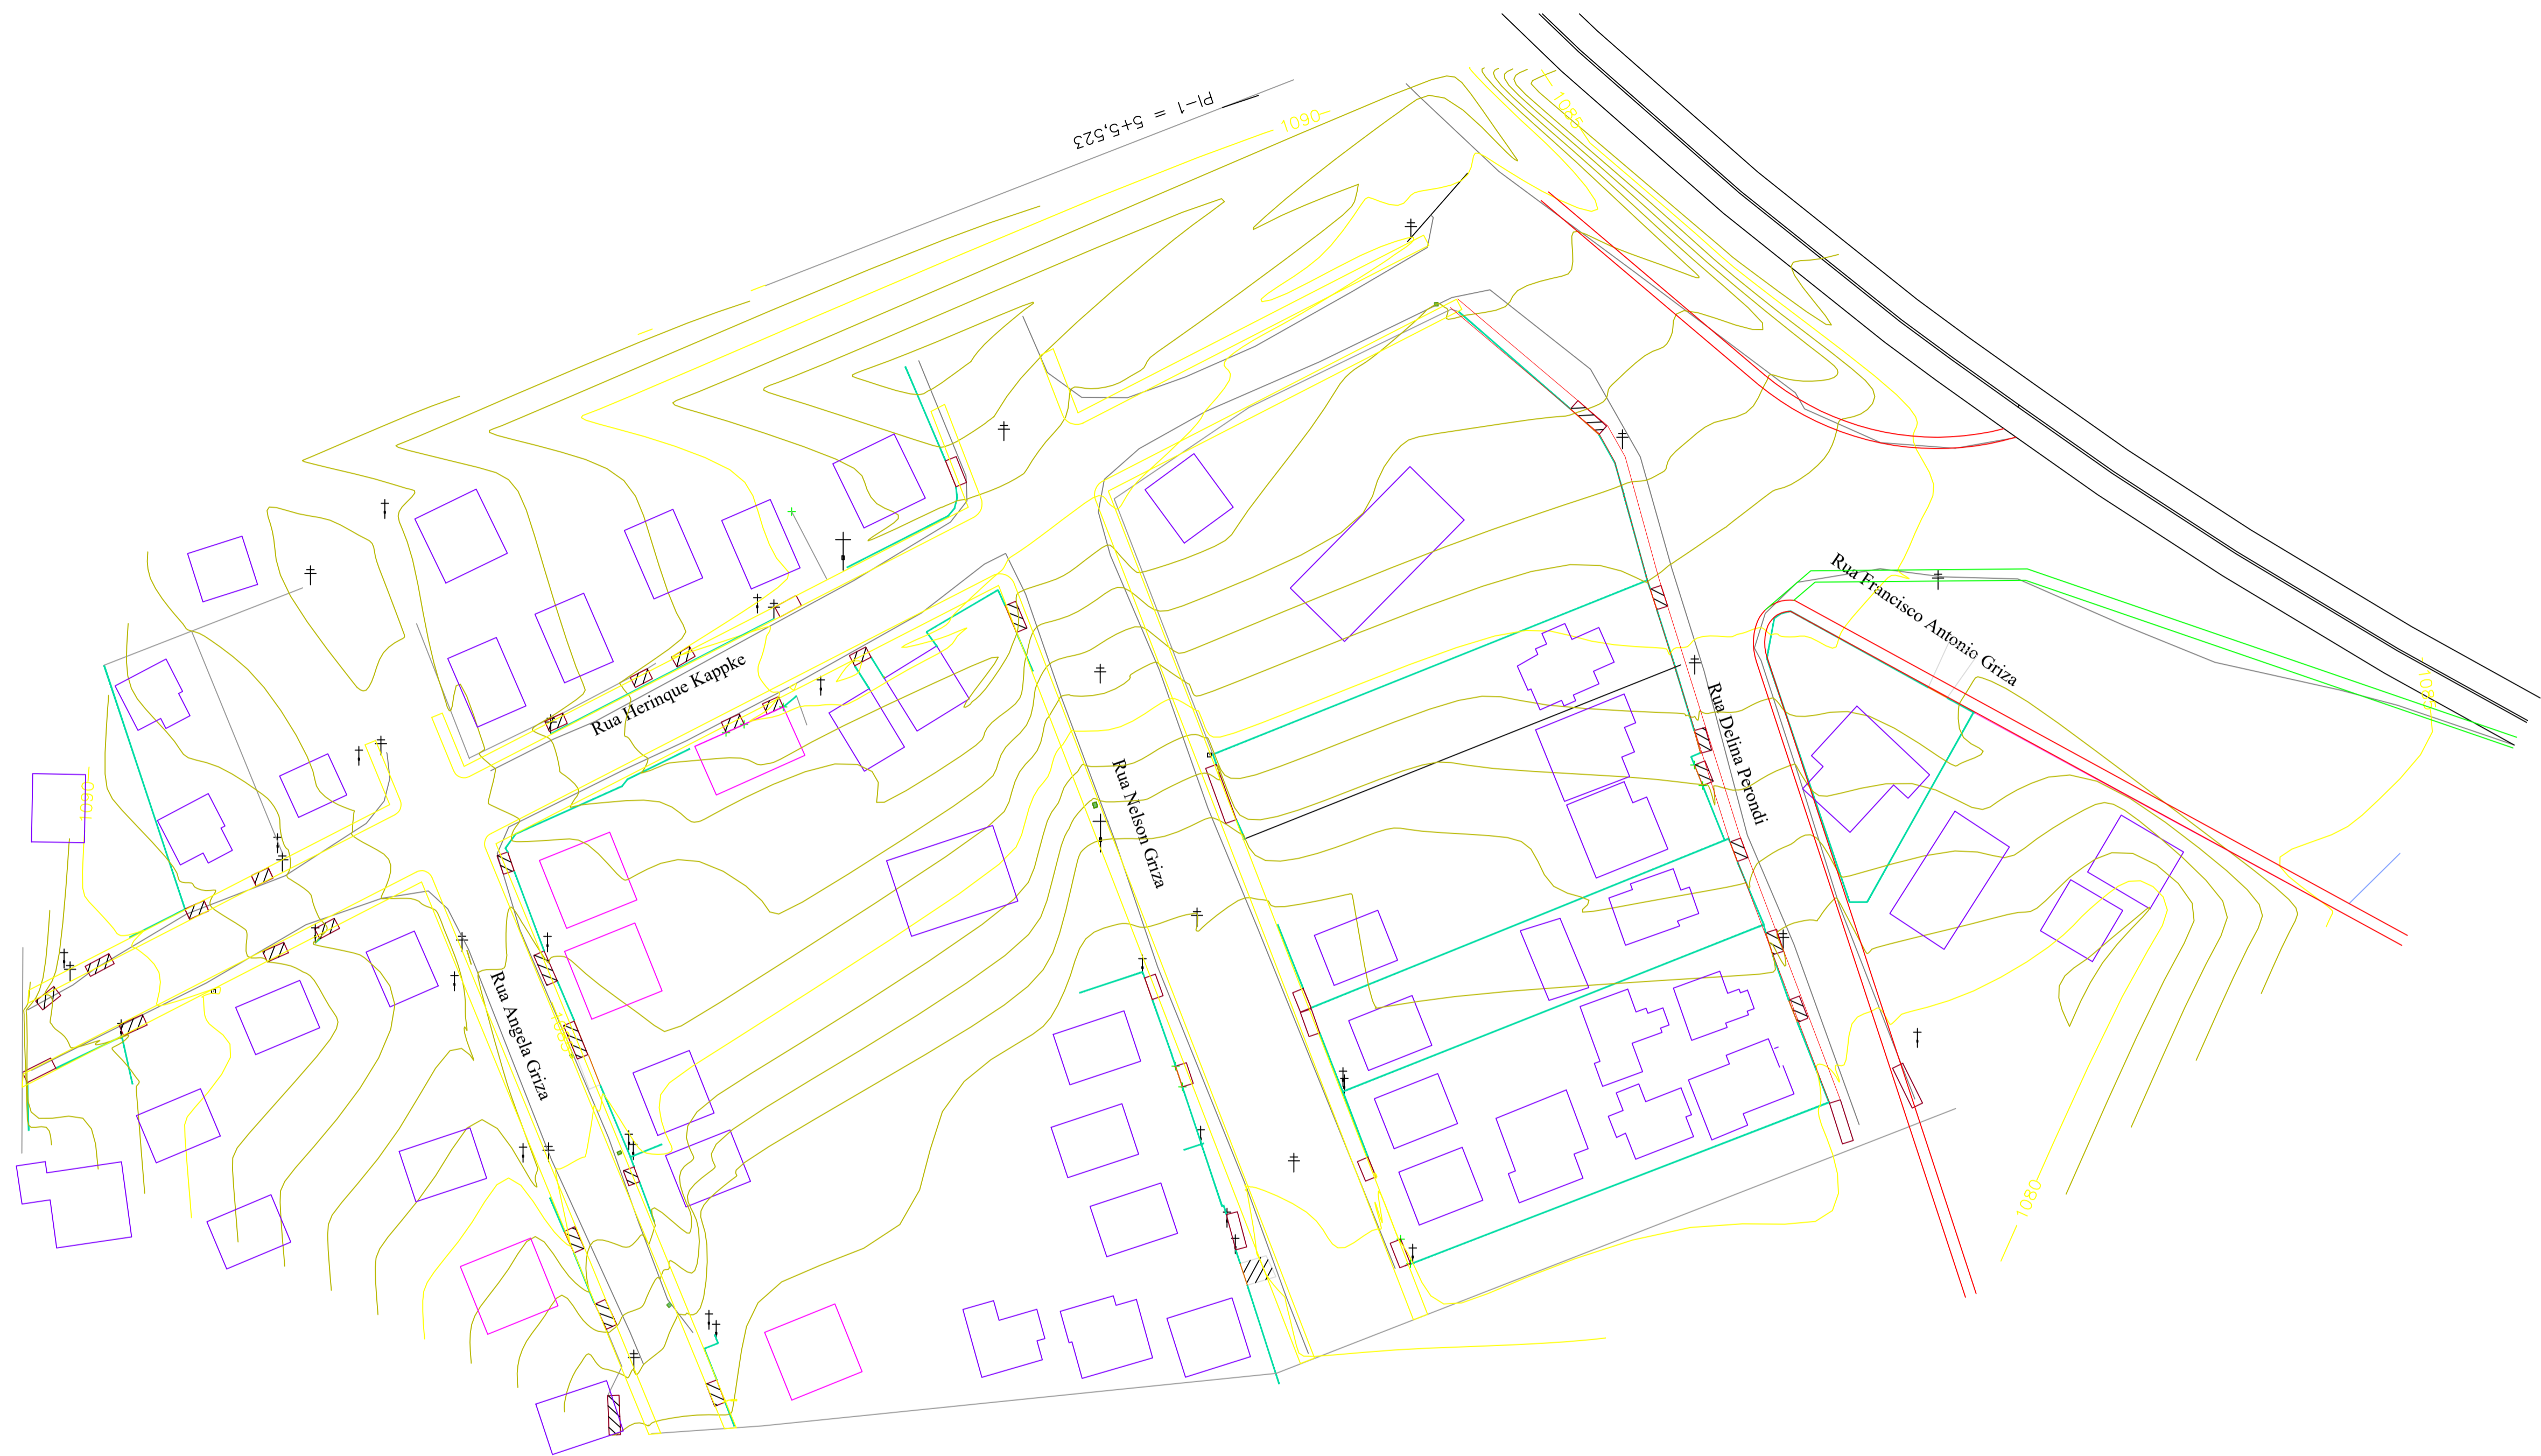 1085
1090
PI-1 = 5+5,523
Rua Francisco Antonio Griza
Rua Herinque Kappke
Rua Delina Perondi
Rua Nelson Griza
1090
Rua Angela Griza
1080